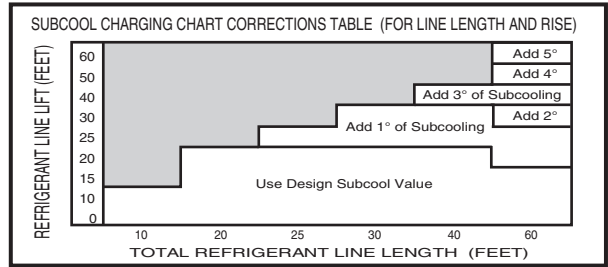 SUBCOOL CHARGING CHART CORRECTIONS TABLE (FOR LINE LENGTH AND RISE)
REFRIGERANT LINE LIFT (FEET)
60
50
40
30
25
20
15
10
0
Add 5°
Add 4°
Add 3° of Subcooling
Add 2°
Add 1° of Subcooling
Use Design Subcool Value
10 20 25 30 40 60
TOTAL REFRIGERANT LINE LENGTH (FEET)